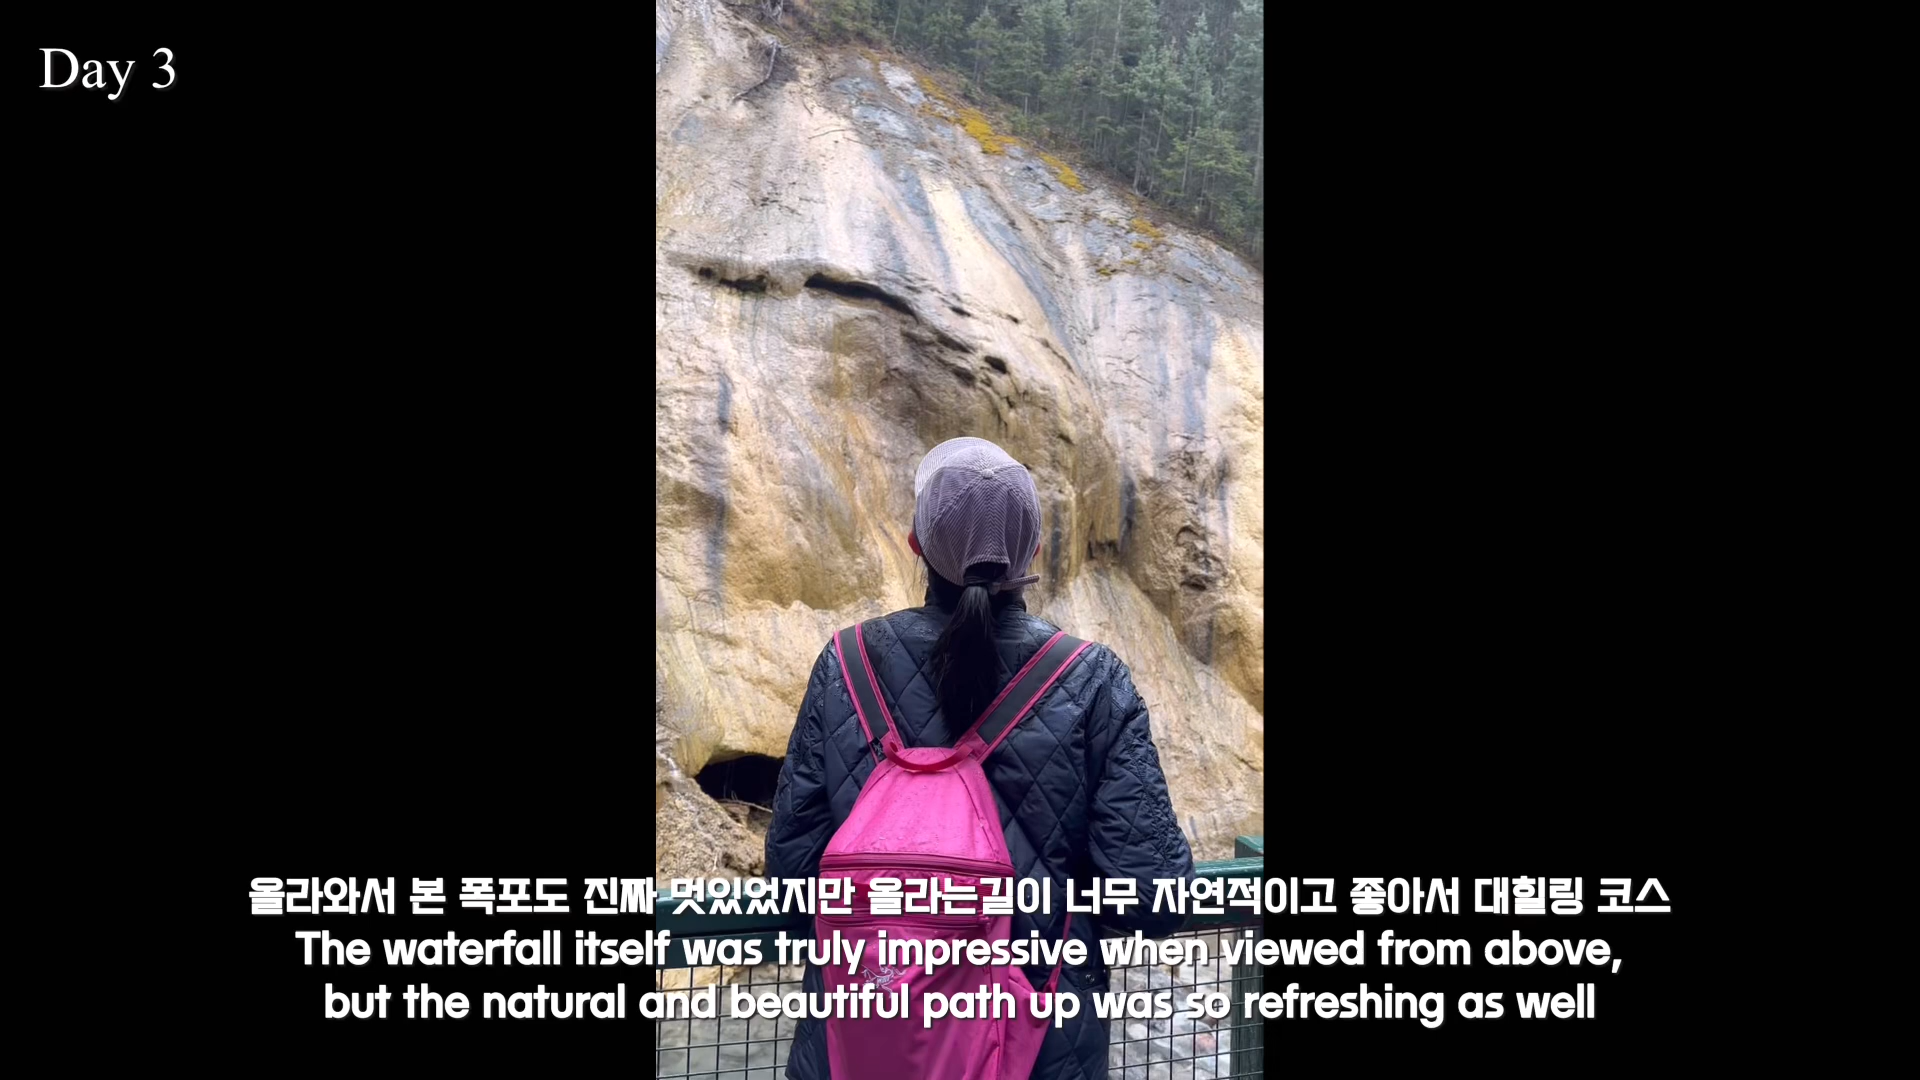 Day 3
올라와서 본 폭포도 진짜 멋있었지만 올라는길이 너무 자연적이고 좋아서 대힐링 코스
The waterfall itself was truly impressive when viewed from above,
but the natural and beautiful path up was so refreshing as well